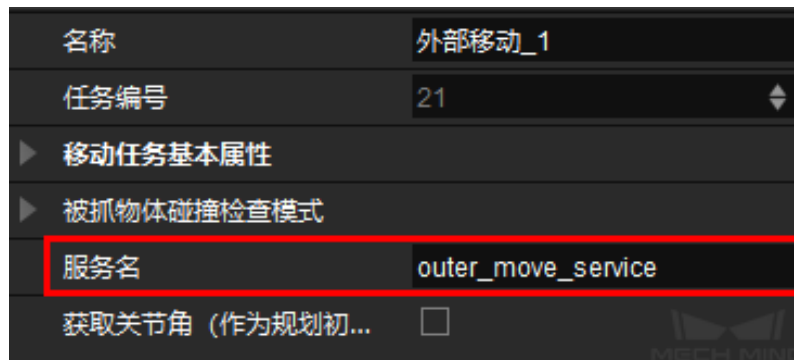 名称 外部移动_1
任务编号 21
移动任务基本属性
被抓物体碰撞检查模式
服务名 outer_move_service
获取关节角（作为规划初...
MECH MIND